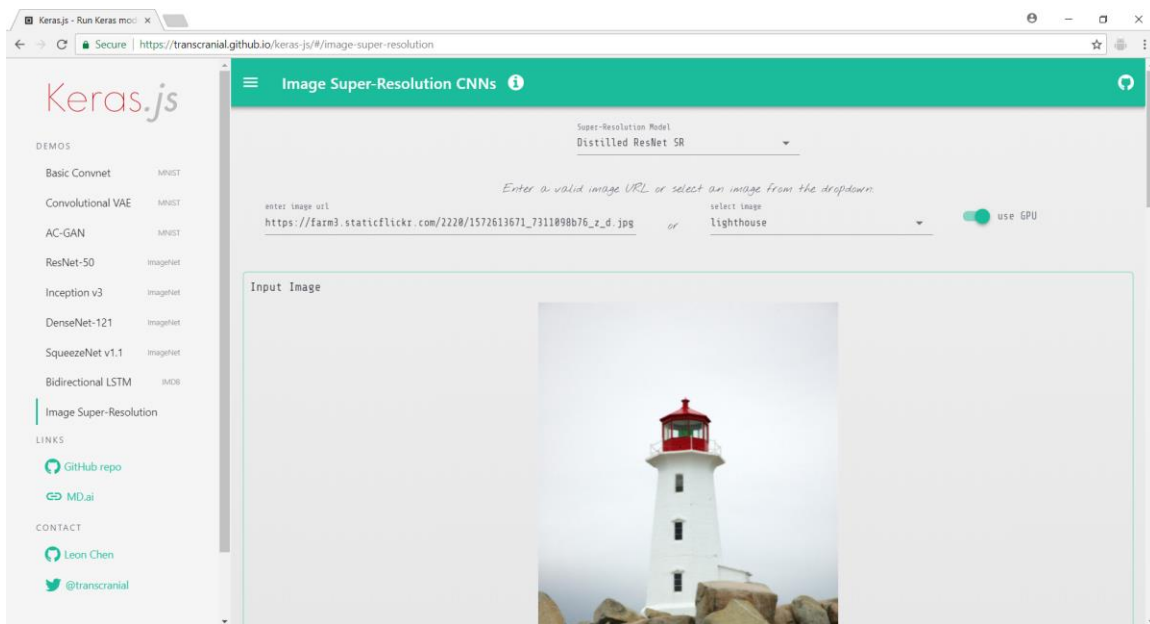 Keras.js - Run Keras mod
Secure | https://transcranial.github.io/keras-js/#/image-super-resolution
Keras.js
DEMOS
Basic Convnet MNIST
Convolutional VAE MNIST
AC-GAN MNIST
ResNet-50 ImageNet
Inception v3 ImageNet
DenseNet-121 ImageNet
SqueezeNet v1.1 ImageNet
Bidirectional LSTM IMDB
Image Super-Resolution
LINKS
GitHub repo
MD.ai
CONTACT
Leon Chen
@transcranial
Image Super-Resolution CNNs
Super-Resolution Model
Distilled ResNet SR
Enter a valid image URL or select an image from the dropdown.
enter image url
https://farm3.staticflickr.com/2220/1572613671_7311098b76_z_d.jpg
or
select image
lighthouse
use GPU
Input Image